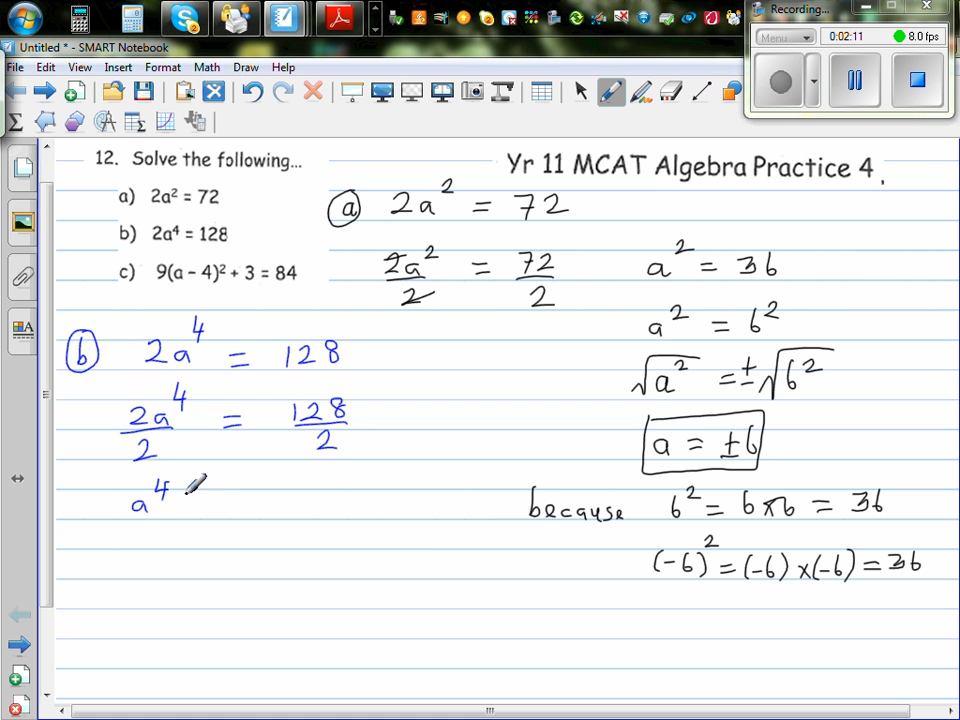 Recording...
Menu
0:02:11
8.0 fps
Untitled * - SMART Notebook
File Edit View Insert Format Math Draw Help
12. Solve the following...
a) 2a² = 72
b) 2a⁴ = 128
c) 9(a – 4)² + 3 = 84
Yr 11 MCAT Algebra Practice 4
a 2a² = 72
2a²/2 = 72/2 a² = 36
a² = 6²
√a² = ±√6²
a = ±6
because 6² = 6 × 6 = 36
(-6)² = (-6) × (-6) = 36
b 2a⁴ = 128
2a⁴/2 = 128/2
a⁴